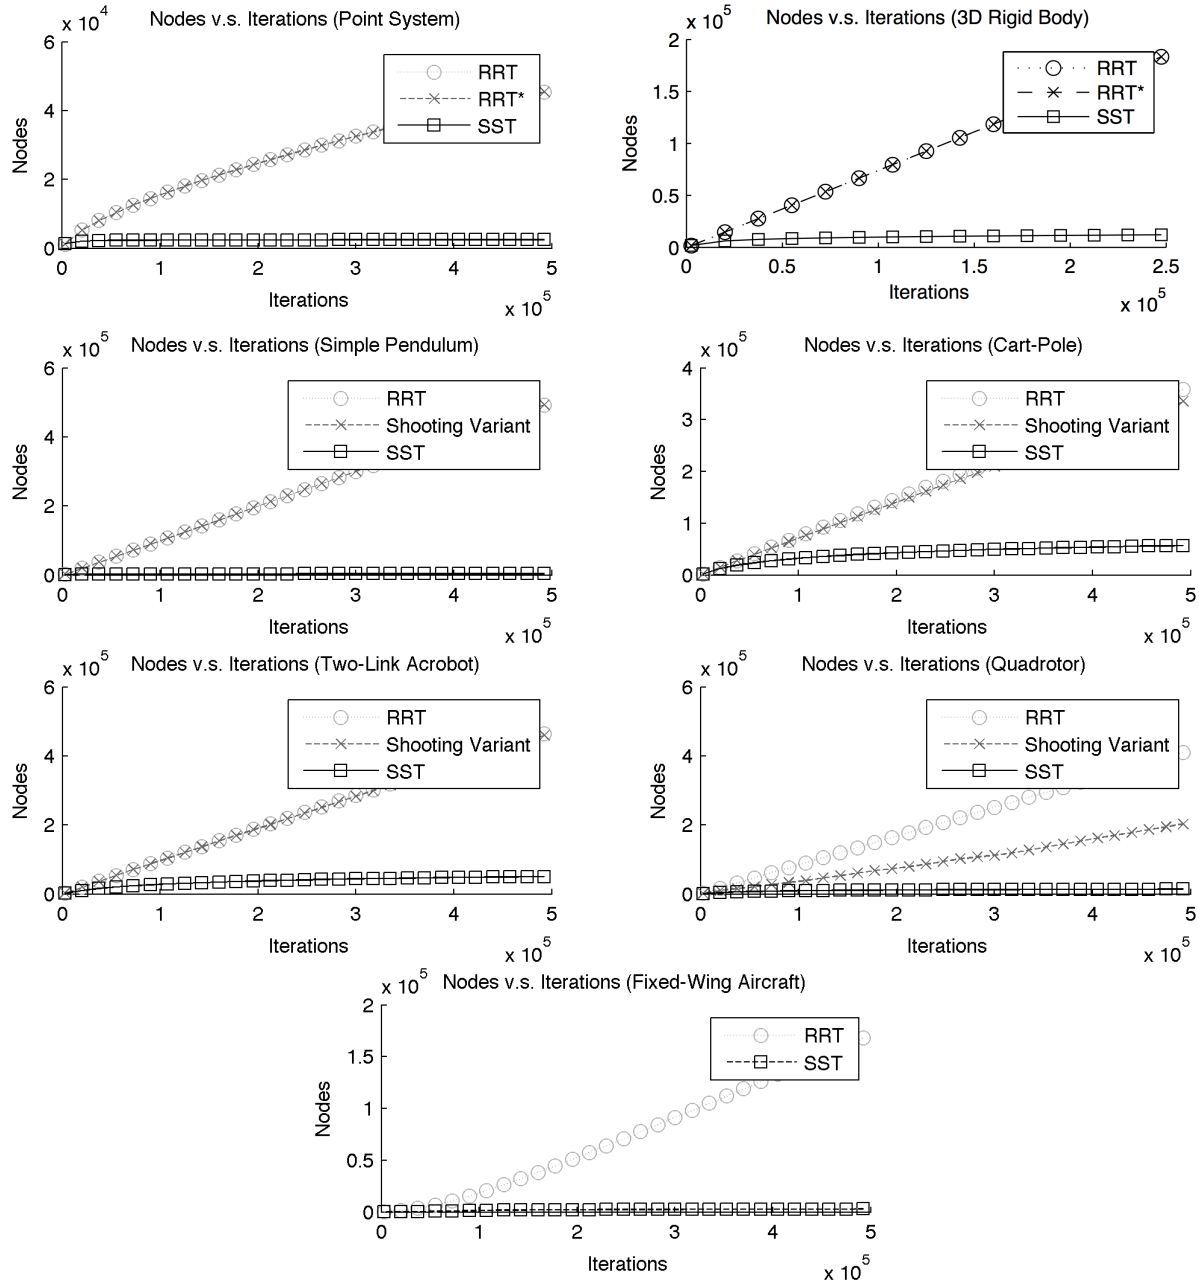 Nodes v.s. Iterations (Point System)
x 10^4
6
4
2
0
Nodes
RRT
RRT*
SST
0 1 2 3 4 5
Iterations
x 10^5
Nodes v.s. Iterations (3D Rigid Body)
x 10^5
2
1.5
1
0.5
0
Nodes
RRT
RRT*
SST
0 0.5 1 1.5 2 2.5
Iterations
x 10^5
Nodes v.s. Iterations (Simple Pendulum)
x 10^5
6
4
2
0
Nodes
RRT
Shooting Variant
SST
0 1 2 3 4 5
Iterations
x 10^5
Nodes v.s. Iterations (Cart-Pole)
x 10^5
4
3
2
1
0
Nodes
RRT
Shooting Variant
SST
0 1 2 3 4 5
Iterations
x 10^5
Nodes v.s. Iterations (Two-Link Acrobot)
x 10^5
6
4
2
0
Nodes
RRT
Shooting Variant
SST
0 1 2 3 4 5
Iterations
x 10^5
Nodes v.s. Iterations (Quadrotor)
x 10^5
6
4
2
0
Nodes
RRT
Shooting Variant
SST
0 1 2 3 4 5
Iterations
x 10^5
Nodes v.s. Iterations (Fixed-Wing Aircraft)
x 10^5
2
1.5
1
0.5
0
Nodes
RRT
SST
0 1 2 3 4 5
Iterations
x 10^5